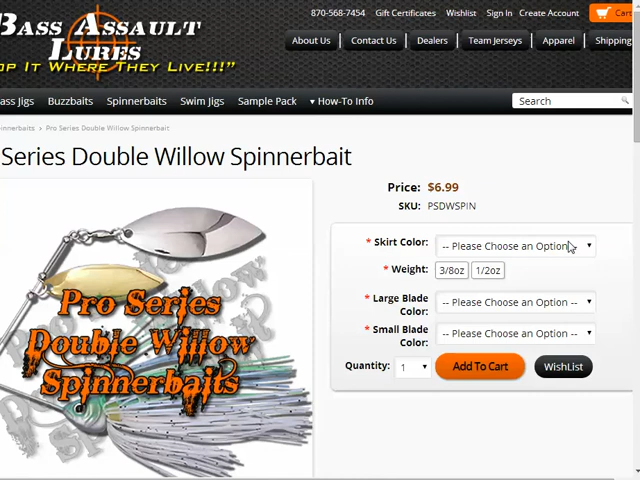 870-568-7454 Gift Certificates Wishlist Sign In Create Account Cart
Bass Assault
Lures
op It Where They Live!!!”
About Us Contact Us Dealers Team Jerseys Apparel Shipping
ass Jigs Buzzbaits Spinnerbaits Swim Jigs Sample Pack ▾ How-To Info
Search
innerbaits › Pro Series Double Willow Spinnerbait
Series Double Willow Spinnerbait
Price: $6.99
SKU: PSDWSPIN
* Skirt Color: -- Please Choose an Option --
* Weight: 3/8oz 1/2oz
* Large Blade Color: -- Please Choose an Option --
* Small Blade Color: -- Please Choose an Option --
Quantity: 1 Add To Cart WishList
Pro Series
Double Willow
Spinnerbaits